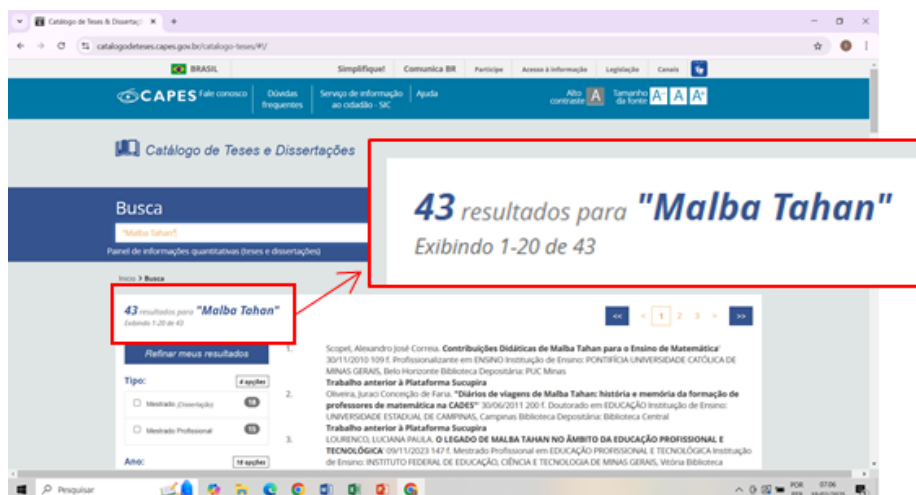 Catálogo de Teses & Dissertaç
catalogodeteses.capes.gov.br/catalogo-teses/#!/
BRASIL Simplifique! Comunica BR Participe Acesso à informação Legislação Canais
CAPES Fale conosco Dúvidas frequentes Serviço de informação ao cidadão - SIC Ajuda Alto contraste A Tamanho da fonte A- A A+
Catálogo de Teses e Dissertações
Busca
"Malba Tahan"
Painel de informações quantitativas (teses e dissertações)
Início > Busca
43 resultados para "Malba Tahan"
Exibindo 1-20 de 43
43 resultados para "Malba Tahan"
Exibindo 1-20 de 43
<< < 1 2 3 > >>
Refinar meus resultados
Tipo: 4 opções
Mestrado (Dissertação) 18
Mestrado Profissional 15
Ano: 18 opções
1. Scopel, Alexandro José Correa. Contribuições Didáticas de Malba Tahan para o Ensino de Matemática'
30/11/2010 109 f. Profissionalizante em ENSINO Instituição de Ensino: PONTIFÍCIA UNIVERSIDADE CATÓLICA DE
MINAS GERAIS, Belo Horizonte Biblioteca Depositária: PUC Minas
Trabalho anterior à Plataforma Sucupira
2. Oliveira, Juraci Conceição de Faria. "Diários de viagens de Malba Tahan: história e memória da formação de
professores de matemática na CADES" 30/06/2011 200 f. Doutorado em EDUCAÇÃO Instituição de Ensino:
UNIVERSIDADE ESTADUAL DE CAMPINAS, Campinas Biblioteca Depositária: Biblioteca Central
Trabalho anterior à Plataforma Sucupira
3. LOURENCO, LUCIANA PAULA. O LEGADO DE MALBA TAHAN NO ÂMBITO DA EDUCAÇÃO PROFISSIONAL E
TECNOLÓGICA' 09/11/2023 147 f. Mestrado Profissional em EDUCAÇÃO PROFISSIONAL E TECNOLÓGICA Instituição
de Ensino: INSTITUTO FEDERAL DE EDUCAÇÃO, CIÊNCIA E TECNOLOGIA DE MINAS GERAIS, Vitória Biblioteca
Pesquisar
POR 07:06